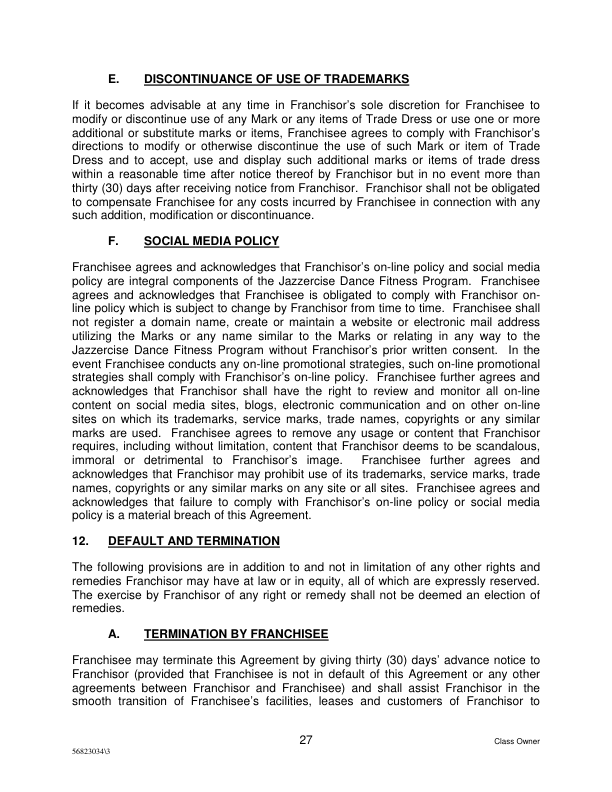 E. DISCONTINUANCE OF USE OF TRADEMARKS
If it becomes advisable at any time in Franchisor's sole discretion for Franchisee to
modify or discontinue use of any Mark or any items of Trade Dress or use one or more
additional or substitute marks or items, Franchisee agrees to comply with Franchisor's
directions to modify or otherwise discontinue the use of such Mark or item of Trade
Dress and to accept, use and display such additional marks or items of trade dress
within a reasonable time after notice thereof by Franchisor but in no event more than
thirty (30) days after receiving notice from Franchisor. Franchisor shall not be obligated
to compensate Franchisee for any costs incurred by Franchisee in connection with any
such addition, modification or discontinuance.
F. SOCIAL MEDIA POLICY
Franchisee agrees and acknowledges that Franchisor's on-line policy and social media
policy are integral components of the Jazzercise Dance Fitness Program. Franchisee
agrees and acknowledges that Franchisee is obligated to comply with Franchisor on-
line policy which is subject to change by Franchisor from time to time. Franchisee shall
not register a domain name, create or maintain a website or electronic mail address
utilizing the Marks or any name similar to the Marks or relating in any way to the
Jazzercise Dance Fitness Program without Franchisor's prior written consent. In the
event Franchisee conducts any on-line promotional strategies, such on-line promotional
strategies shall comply with Franchisor's on-line policy. Franchisee further agrees and
acknowledges that Franchisor shall have the right to review and monitor all on-line
content on social media sites, blogs, electronic communication and on other on-line
sites on which its trademarks, service marks, trade names, copyrights or any similar
marks are used. Franchisee agrees to remove any usage or content that Franchisor
requires, including without limitation, content that Franchisor deems to be scandalous,
immoral or detrimental to Franchisor's image. Franchisee further agrees and
acknowledges that Franchisor may prohibit use of its trademarks, service marks, trade
names, copyrights or any similar marks on any site or all sites. Franchisee agrees and
acknowledges that failure to comply with Franchisor's on-line policy or social media
policy is a material breach of this Agreement.
12. DEFAULT AND TERMINATION
The following provisions are in addition to and not in limitation of any other rights and
remedies Franchisor may have at law or in equity, all of which are expressly reserved.
The exercise by Franchisor of any right or remedy shall not be deemed an election of
remedies.
A. TERMINATION BY FRANCHISEE
Franchisee may terminate this Agreement by giving thirty (30) days' advance notice to
Franchisor (provided that Franchisee is not in default of this Agreement or any other
agreements between Franchisor and Franchisee) and shall assist Franchisor in the
smooth transition of Franchisee's facilities, leases and customers of Franchisor to
27
Class Owner
56823034\3